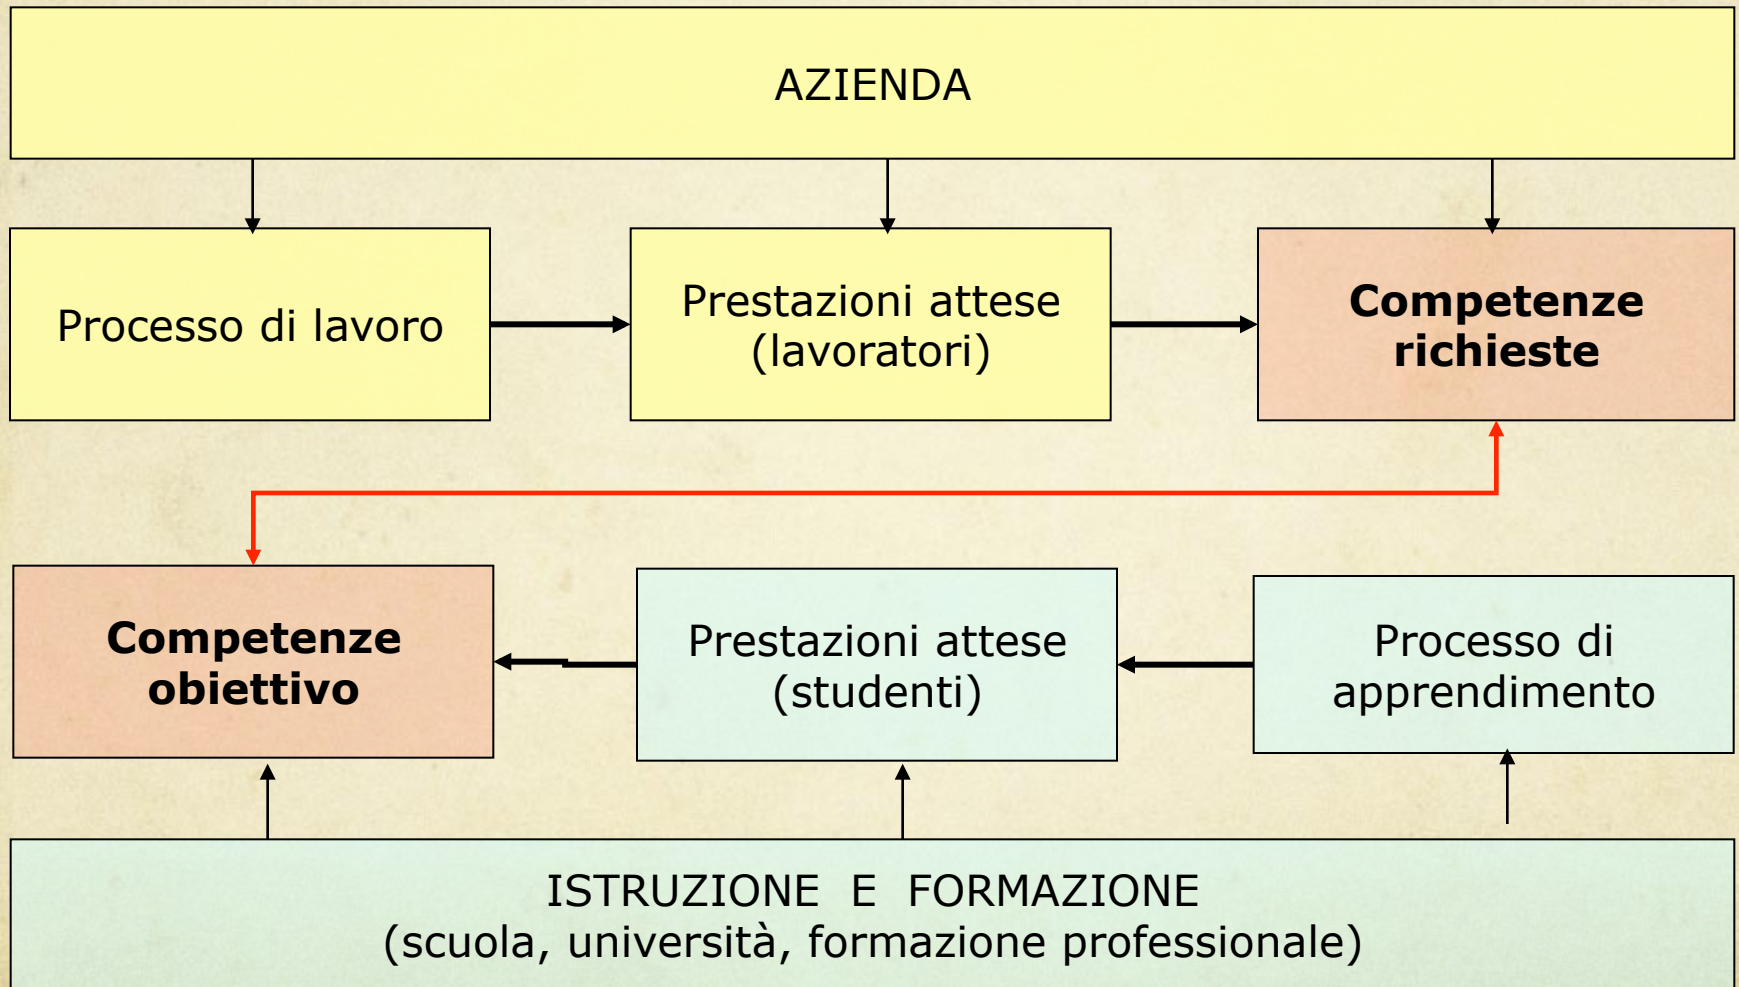 AZIENDA
Processo di lavoro
Prestazioni attese
(lavoratori)
Competenze
richieste
Competenze
obiettivo
Prestazioni attese
(studenti)
Processo di
apprendimento
ISTRUZIONE E FORMAZIONE
(scuola, università, formazione professionale)